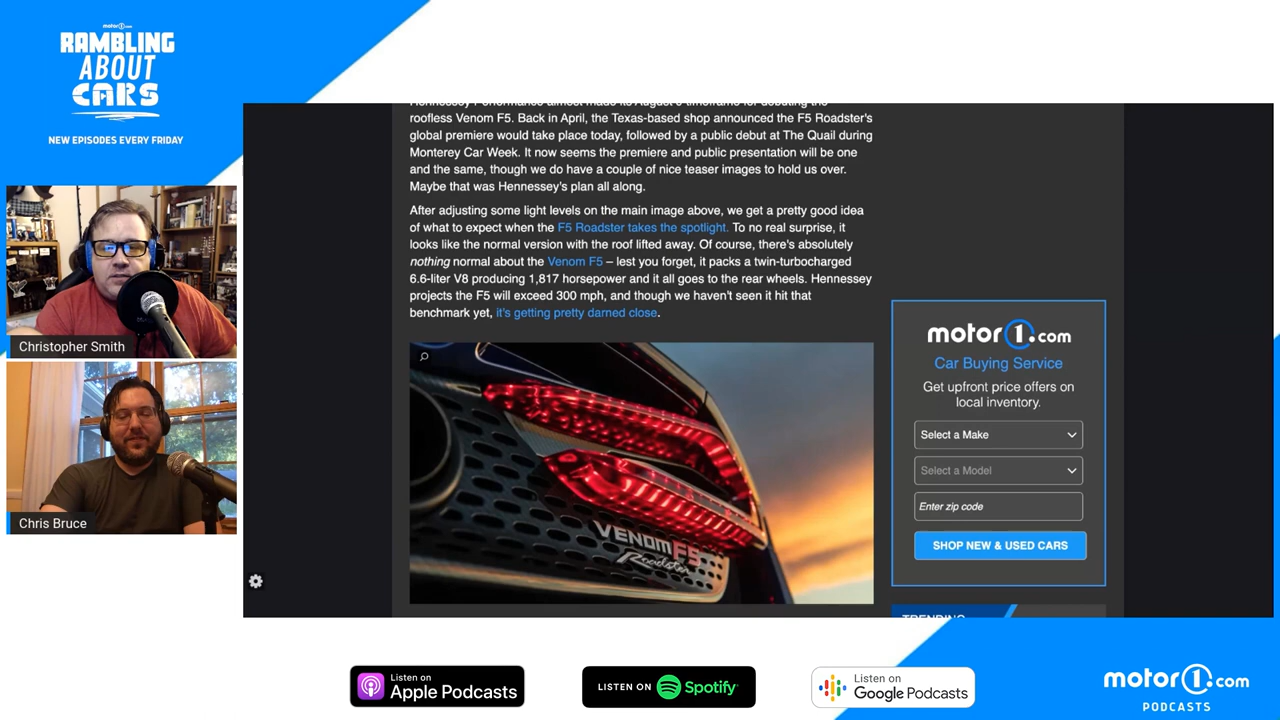 motor1.com
RAMBLING
ABOUT
CARS
NEW EPISODES EVERY FRIDAY
Christopher Smith
Chris Bruce
roofless Venom F5. Back in April, the Texas-based shop announced the F5 Roadster's
global premiere would take place today, followed by a public debut at The Quail during
Monterey Car Week. It now seems the premiere and public presentation will be one
and the same, though we do have a couple of nice teaser images to hold us over.
Maybe that was Hennessey's plan all along.
After adjusting some light levels on the main image above, we get a pretty good idea
of what to expect when the F5 Roadster takes the spotlight. To no real surprise, it
looks like the normal version with the roof lifted away. Of course, there's absolutely
nothing normal about the Venom F5 – lest you forget, it packs a twin-turbocharged
6.6-liter V8 producing 1,817 horsepower and it all goes to the rear wheels. Hennessey
projects the F5 will exceed 300 mph, and though we haven't seen it hit that
benchmark yet, it's getting pretty darned close.
VENOM F5
Roadster
motor1.com
Car Buying Service
Get upfront price offers on
local inventory.
Select a Make
Select a Model
Enter zip code
SHOP NEW & USED CARS
TRENDING
Listen on
Apple Podcasts
LISTEN ON Spotify
Listen on
Google Podcasts
motor1.com
PODCASTS